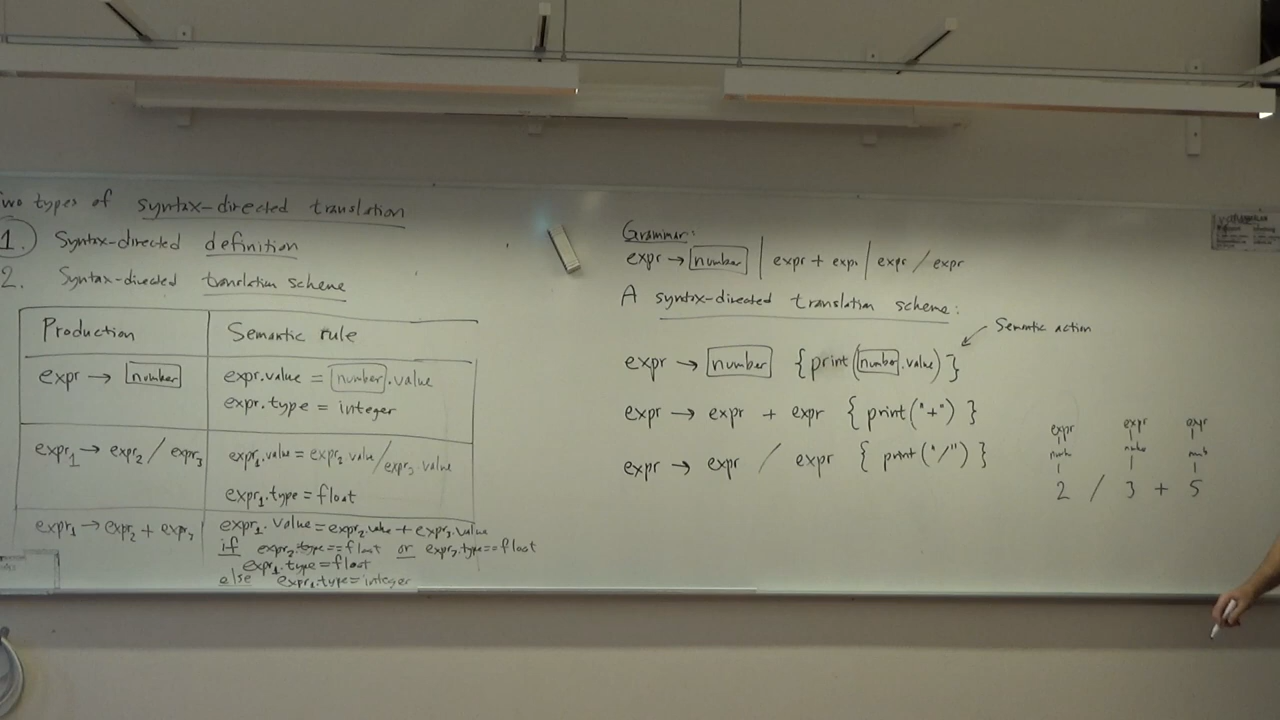 Two types of syntax-directed translation
1. Syntax-directed definition
2. Syntax-directed translation scheme
Production Semantic rule
expr → number expr.value = number.value
expr.type = integer
expr₁ → expr₂ / expr₃ expr₁.value = expr₂.value / expr₃.value
expr₁.type = float
expr₁ → expr₂ + expr₃ expr₁.value = expr₂.value + expr₃.value
if expr₂.type == float or expr₃.type == float
expr₁.type = float
else expr₁.type = integer
Grammar:
expr → number | expr + expr | expr / expr
A syntax-directed translation scheme:
Semantic action
expr → number {print(number.value)}
expr → expr + expr {print("+")}
expr → expr / expr {print("/")}
expr expr expr
2 / 3 + 5